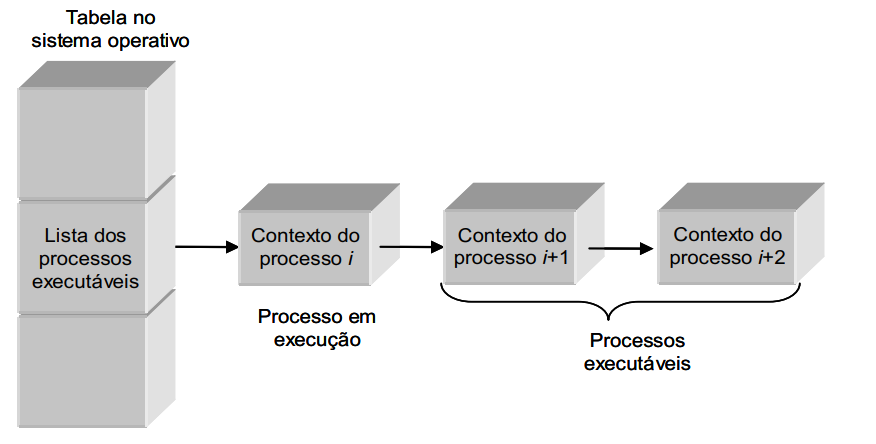 Tabela no
sistema operativo
Lista dos
processos
executáveis
Contexto do
processo i
Contexto do
processo i+1
Contexto do
processo i+2
Processo em
execução
Processos
executáveis